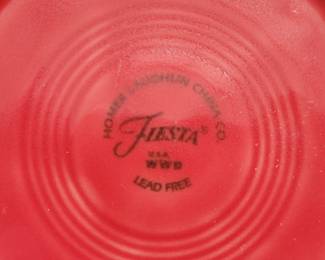 HOMER LAUGHLIN CHINA CO.
FIESTA®
U.S.A.
WWD
LEAD FREE